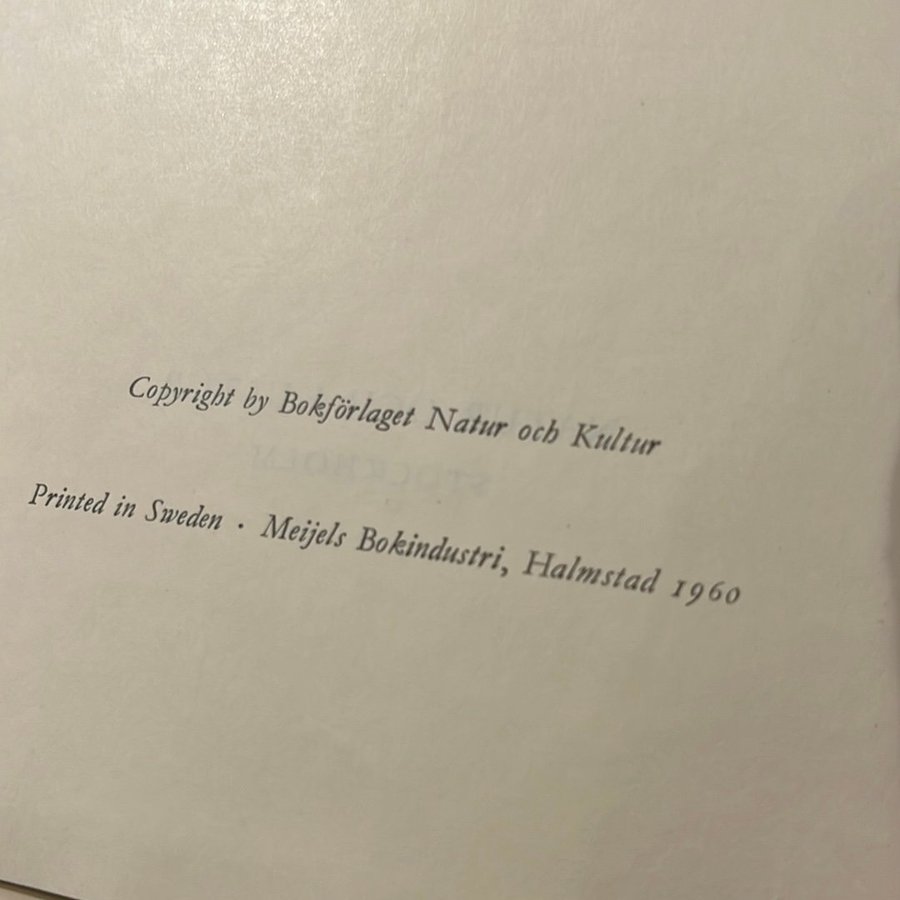 Copyright by Bokförlaget Natur och Kultur
Printed in Sweden · Meijels Bokindustri, Halmstad 1960